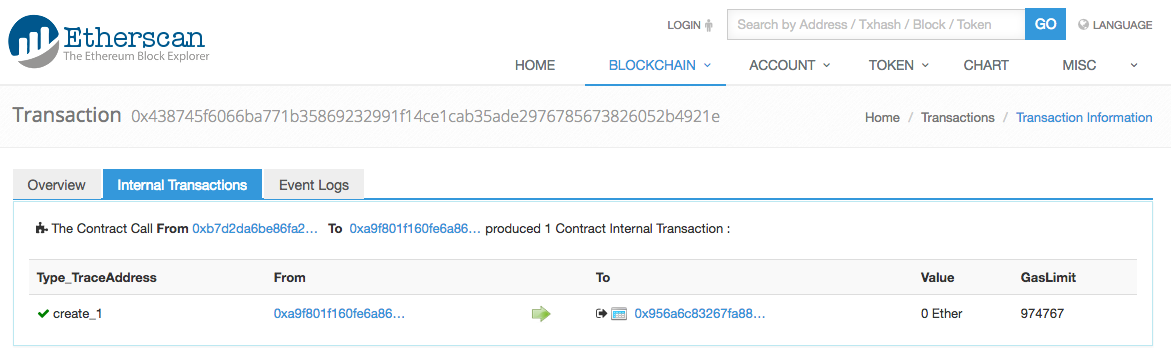 Etherscan
The Ethereum Block Explorer
LOGIN Search by Address / Txhash / Block / Token GO LANGUAGE
HOME BLOCKCHAIN ACCOUNT TOKEN CHART MISC
Transaction 0x438745f6066ba771b35869232991f14ce1cab35ade2976785673826052b4921e
Home / Transactions / Transaction Information
Overview Internal Transactions Event Logs
The Contract Call From 0xb7d2da6be86fa2... To 0xa9f801f160fe6a86... produced 1 Contract Internal Transaction :
Type_TraceAddress From To Value GasLimit
create_1 0xa9f801f160fe6a86... 0x956a6c83267fa88... 0 Ether 974767